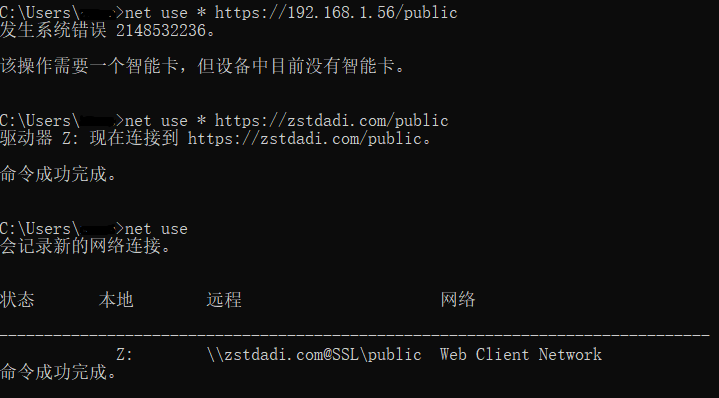 C:\Users\>net use * https://192.168.1.56/public
发生系统错误 2148532236。
该操作需要一个智能卡，但设备中目前没有智能卡。
C:\Users\>net use * https://zstdadi.com/public
驱动器 Z: 现在连接到 https://zstdadi.com/public。
命令成功完成。
C:\Users\>net use
会记录新的网络连接。
状态 本地 远程 网络
-------------------------------------------------------------------------------
Z: \\zstdadi.com@SSL\public Web Client Network
命令成功完成。